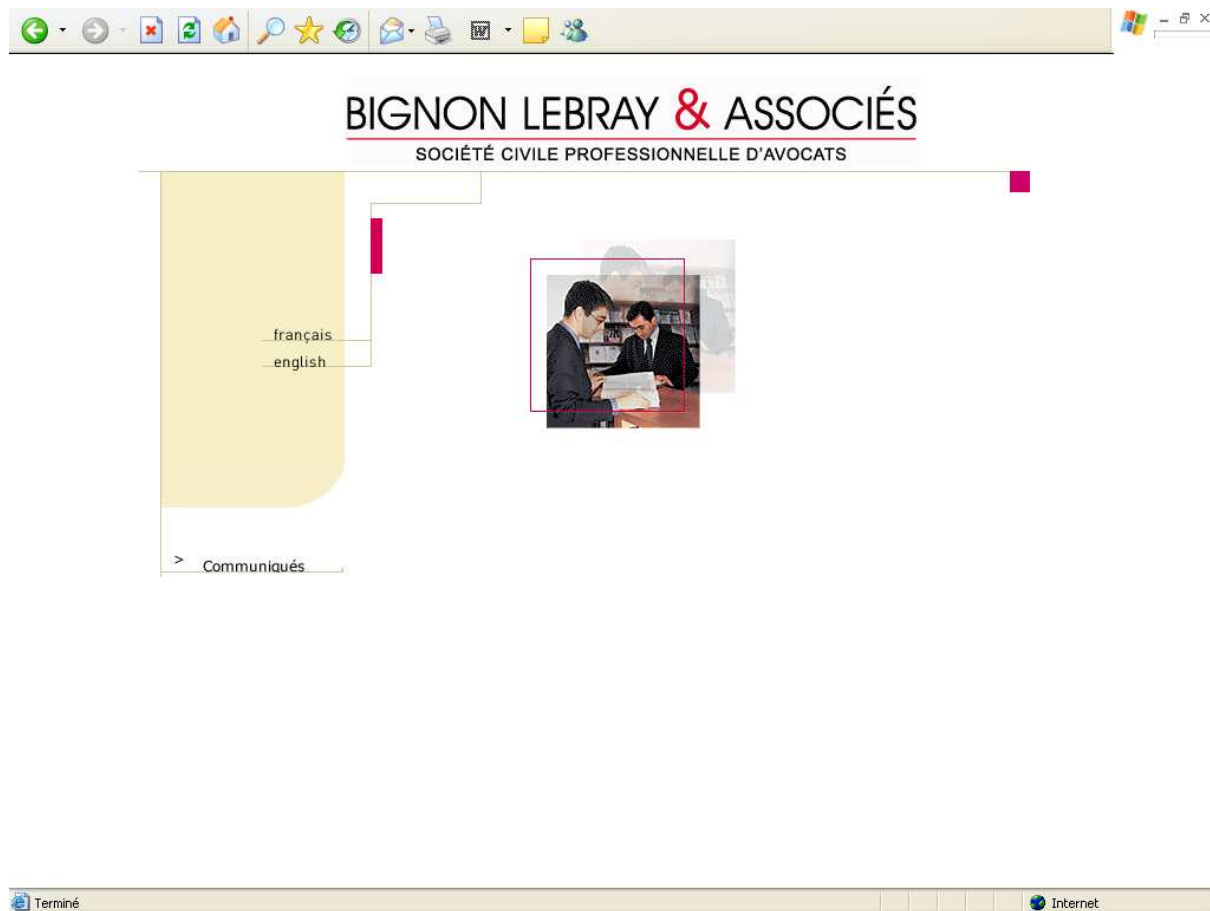 BIGNON LEBRAY & ASSOCIÉS
SOCIÉTÉ CIVILE PROFESSIONNELLE D'AVOCATS
français
english
> Communiqués
Terminé Internet